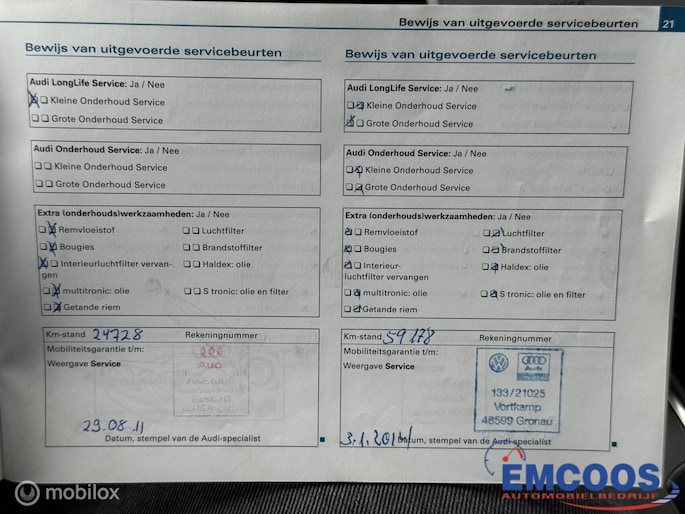 Bewijs van uitgevoerde servicebeurten 21
Bewijs van uitgevoerde servicebeurten
Audi LongLife Service: Ja / Nee
Kleine Onderhoud Service
Grote Onderhoud Service
Audi Onderhoud Service: Ja / Nee
Kleine Onderhoud Service
Grote Onderhoud Service
Extra (onderhouds)werkzaamheden: Ja / Nee
Remvloeistof Luchtfilter
Bougies Brandstoffilter
Interieurluchtfilter vervan-
gen Haldex: olie
multitronic: olie S tronic: olie en filter
Getande riem
Km-stand 24728 Rekeningnummer
Mobiliteitsgarantie t/m:
Weergave Service
Audi
29.08.11
Datum, stempel van de Audi-specialist
Bewijs van uitgevoerde servicebeurten
Audi LongLife Service: Ja / Nee
Kleine Onderhoud Service
Grote Onderhoud Service
Audi Onderhoud Service: Ja / Nee
Kleine Onderhoud Service
Grote Onderhoud Service
Extra (onderhouds)werkzaamheden: Ja / Nee
Remvloeistof Luchtfilter
Bougies Brandstoffilter
Interieur-
luchtfilter vervangen Haldex: olie
multitronic: olie S tronic: olie en filter
Getande riem
Km-stand 59178 Rekeningnummer
Mobiliteitsgarantie t/m:
Weergave Service
Audi
133/21025
Vortkamp
48599 Gronau
Datum, stempel van de Audi-specialist
EMCOOS
AUTOMOBIELBEDRIJF
mobilox